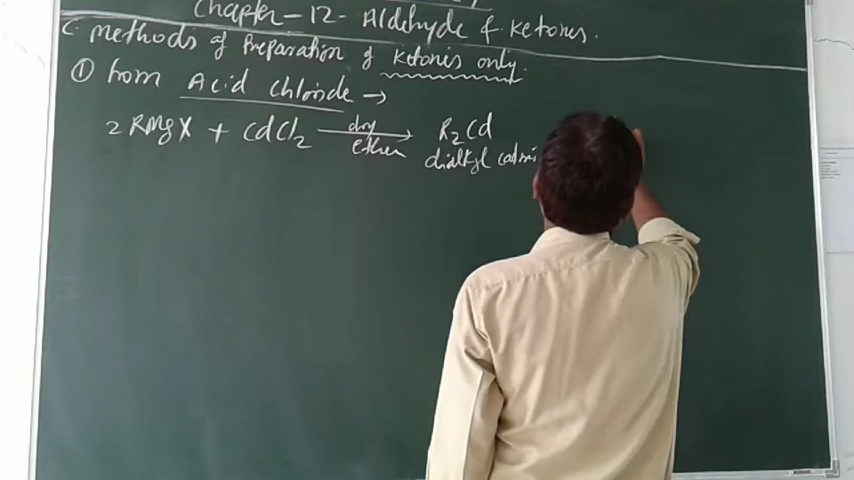 Chapter-12- Aldehyde & Ketones.
C. Methods of Preparation of Ketones only.
① from Acid Chloride →
2 RMgX + CdCl₂ dry ether → R₂Cd
dialkyl cadmi